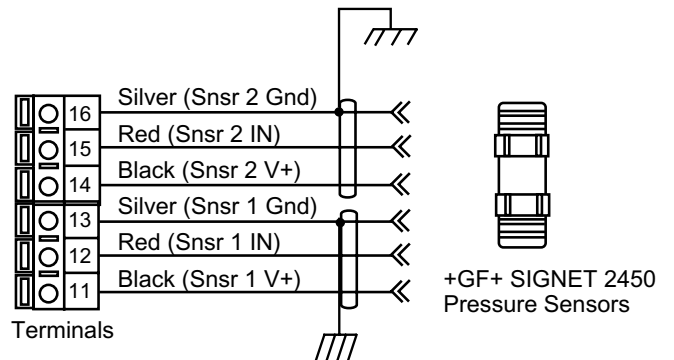 16 Silver (Snsr 2 Gnd)
15 Red (Snsr 2 IN)
14 Black (Snsr 2 V+)
13 Silver (Snsr 1 Gnd)
12 Red (Snsr 1 IN)
11 Black (Snsr 1 V+)
Terminals
+GF+ SIGNET 2450
Pressure Sensors